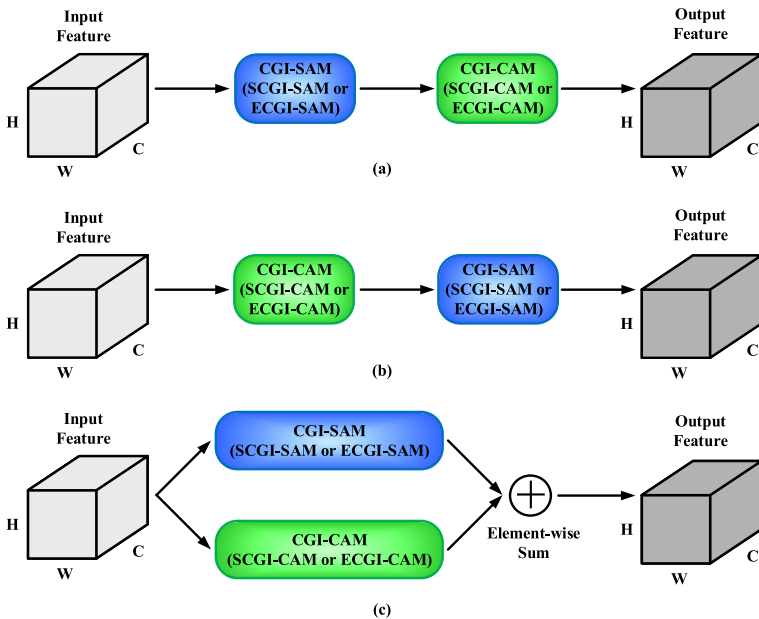 Input
Feature
Output
Feature
CGI-SAM
(SCGI-SAM or
ECGI-SAM)
CGI-CAM
(SCGI-CAM or
ECGI-CAM)
H
W
C
H
W
C
(a)
Input
Feature
Output
Feature
CGI-CAM
(SCGI-CAM or
ECGI-CAM)
CGI-SAM
(SCGI-SAM or
ECGI-SAM)
H
W
C
H
W
C
(b)
Input
Feature
Output
Feature
CGI-SAM
(SCGI-SAM or ECGI-SAM)
CGI-CAM
(SCGI-CAM or ECGI-CAM)
Element-wise
Sum
H
W
C
H
W
C
(c)